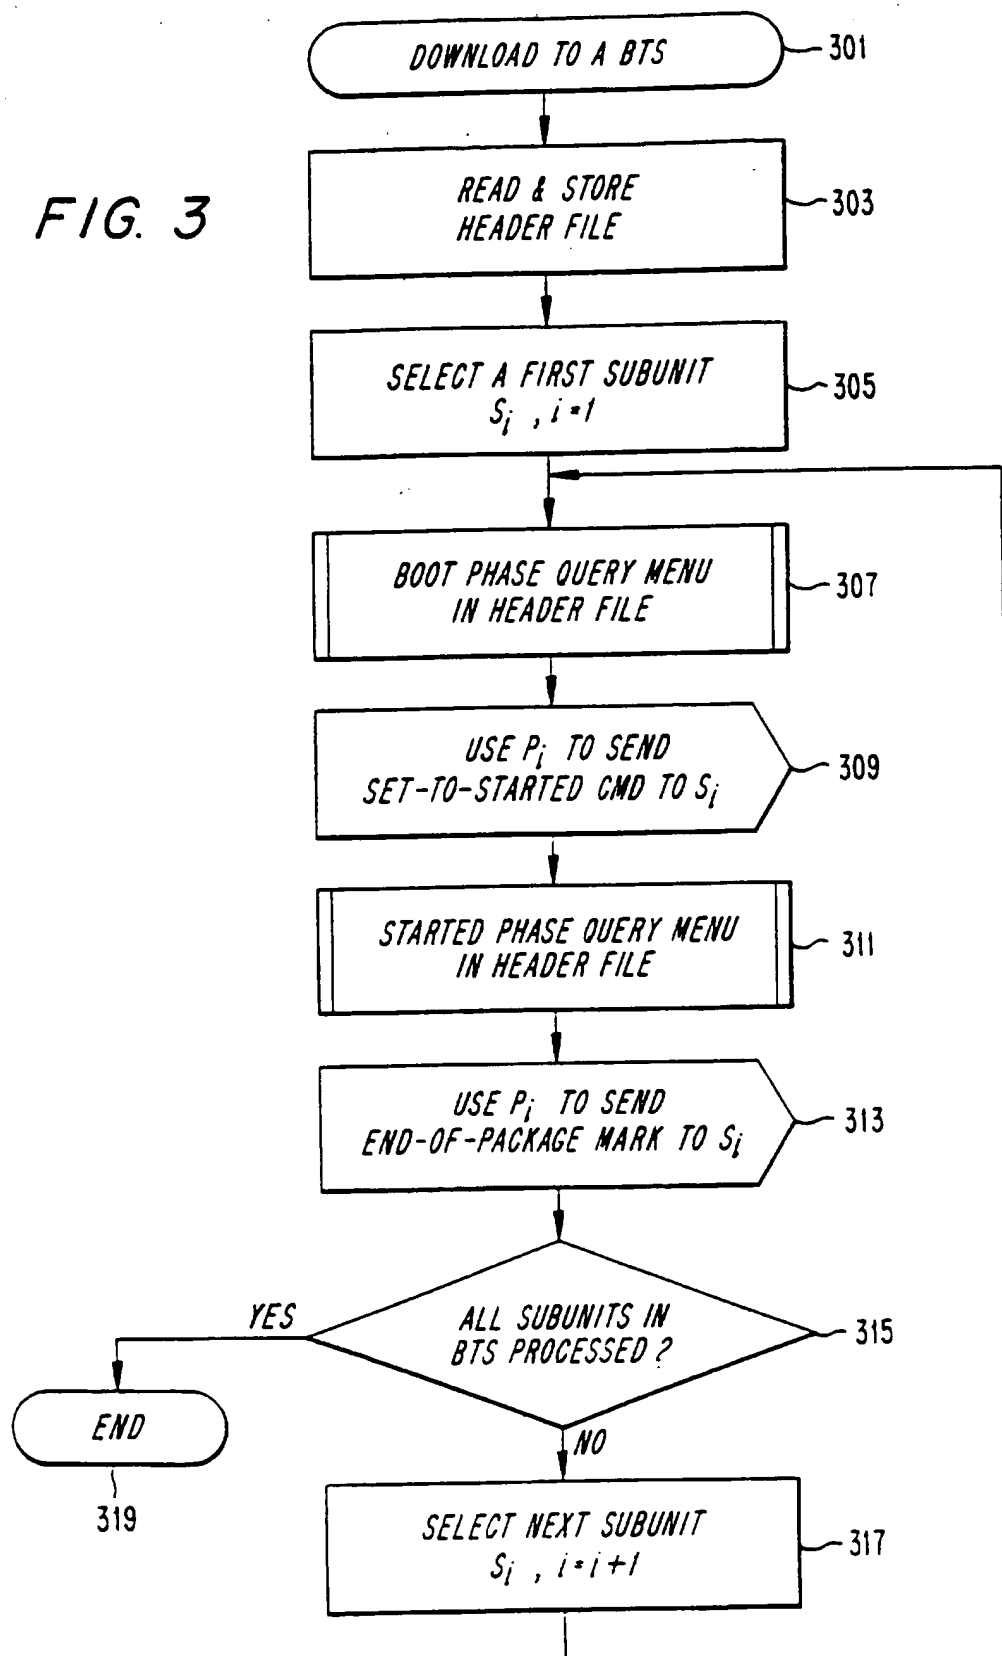 DOWNLOAD TO A BTS
301
FIG. 3
READ & STORE
HEADER FILE
303
SELECT A FIRST SUBUNIT
Si , i = 1
305
BOOT PHASE QUERY MENU
IN HEADER FILE
307
USE Pi TO SEND
SET-TO-STARTED CMD TO Si
309
STARTED PHASE QUERY MENU
IN HEADER FILE
311
USE Pi TO SEND
END-OF-PACKAGE MARK TO Si
313
ALL SUBUNITS IN
BTS PROCESSED ?
315
YES
END
319
NO
SELECT NEXT SUBUNIT
Si , i = i + 1
317